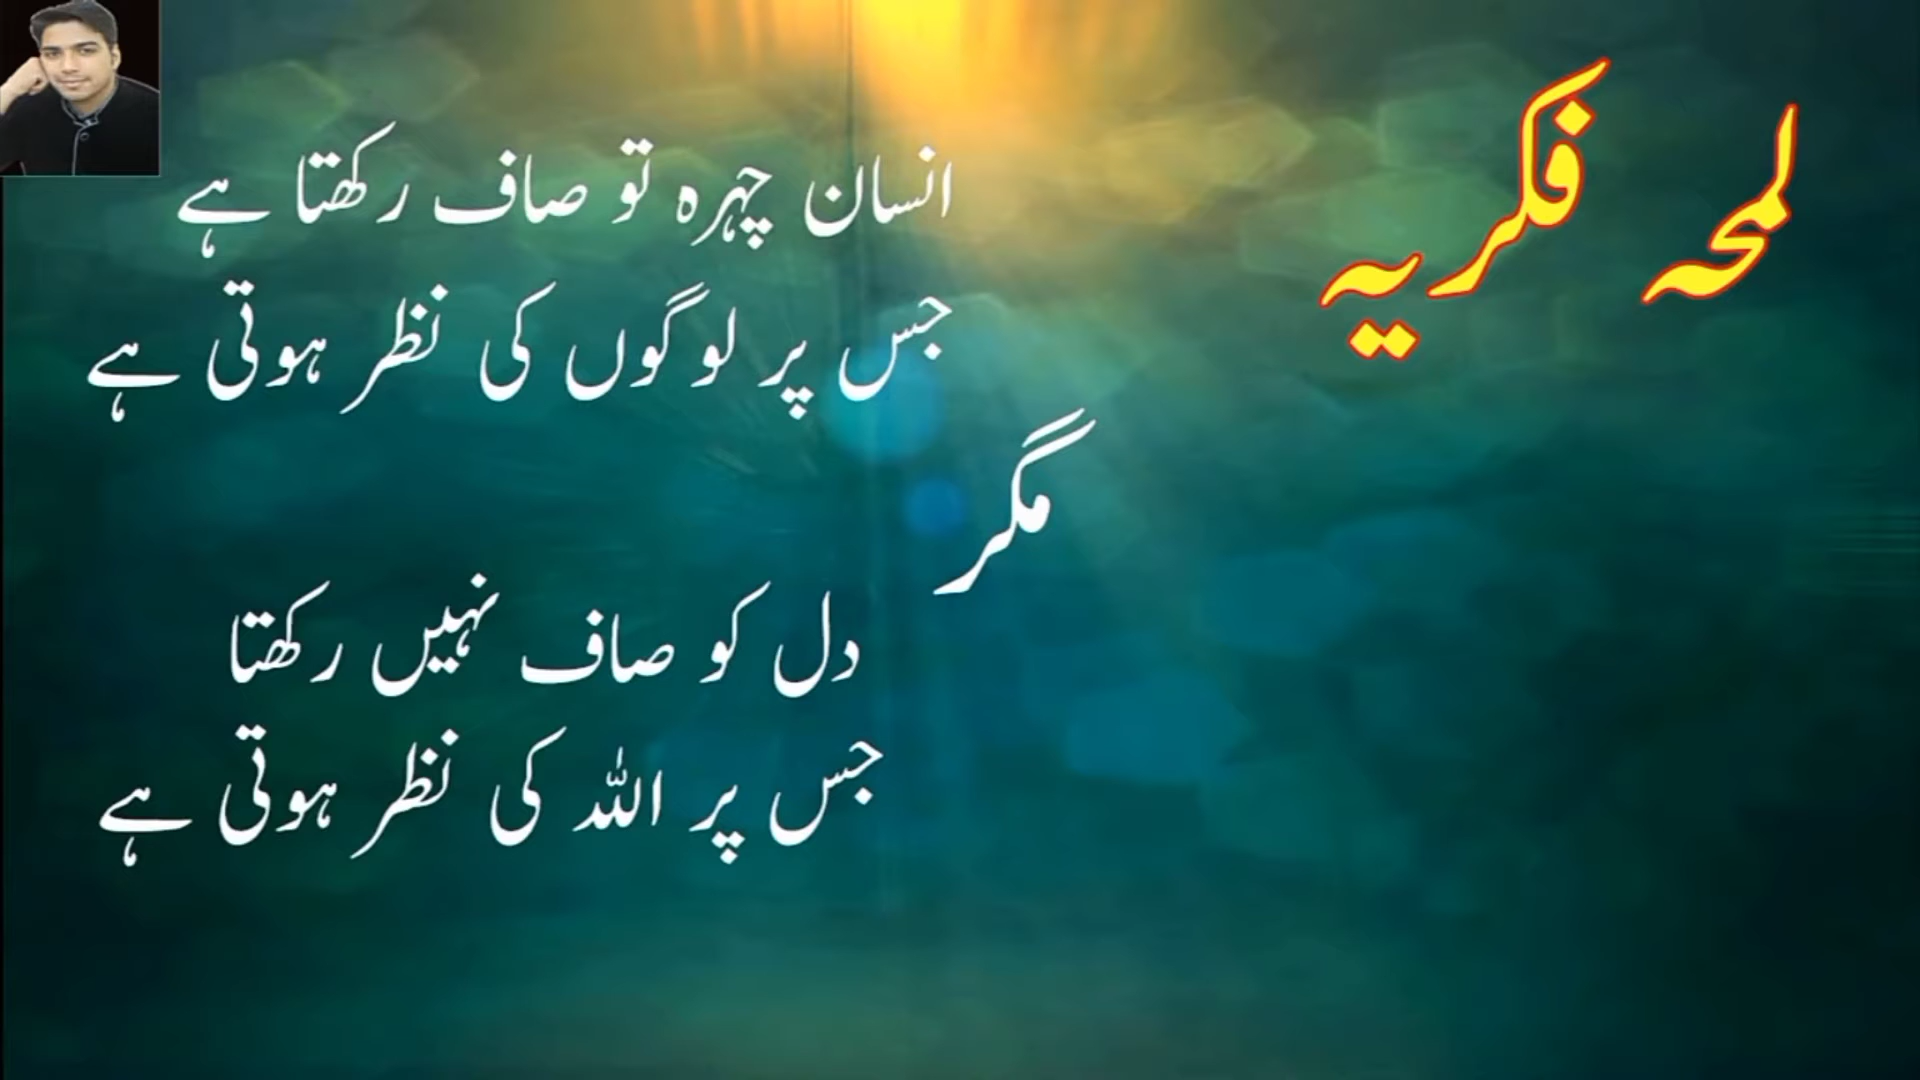 لمحہ فکریہ
انسان چہرہ تو صاف رکھتا ہے
جس پر لوگوں کی نظر ہوتی ہے
مگر
دل کو صاف نہیں رکھتا
جس پر اللہ کی نظر ہوتی ہے